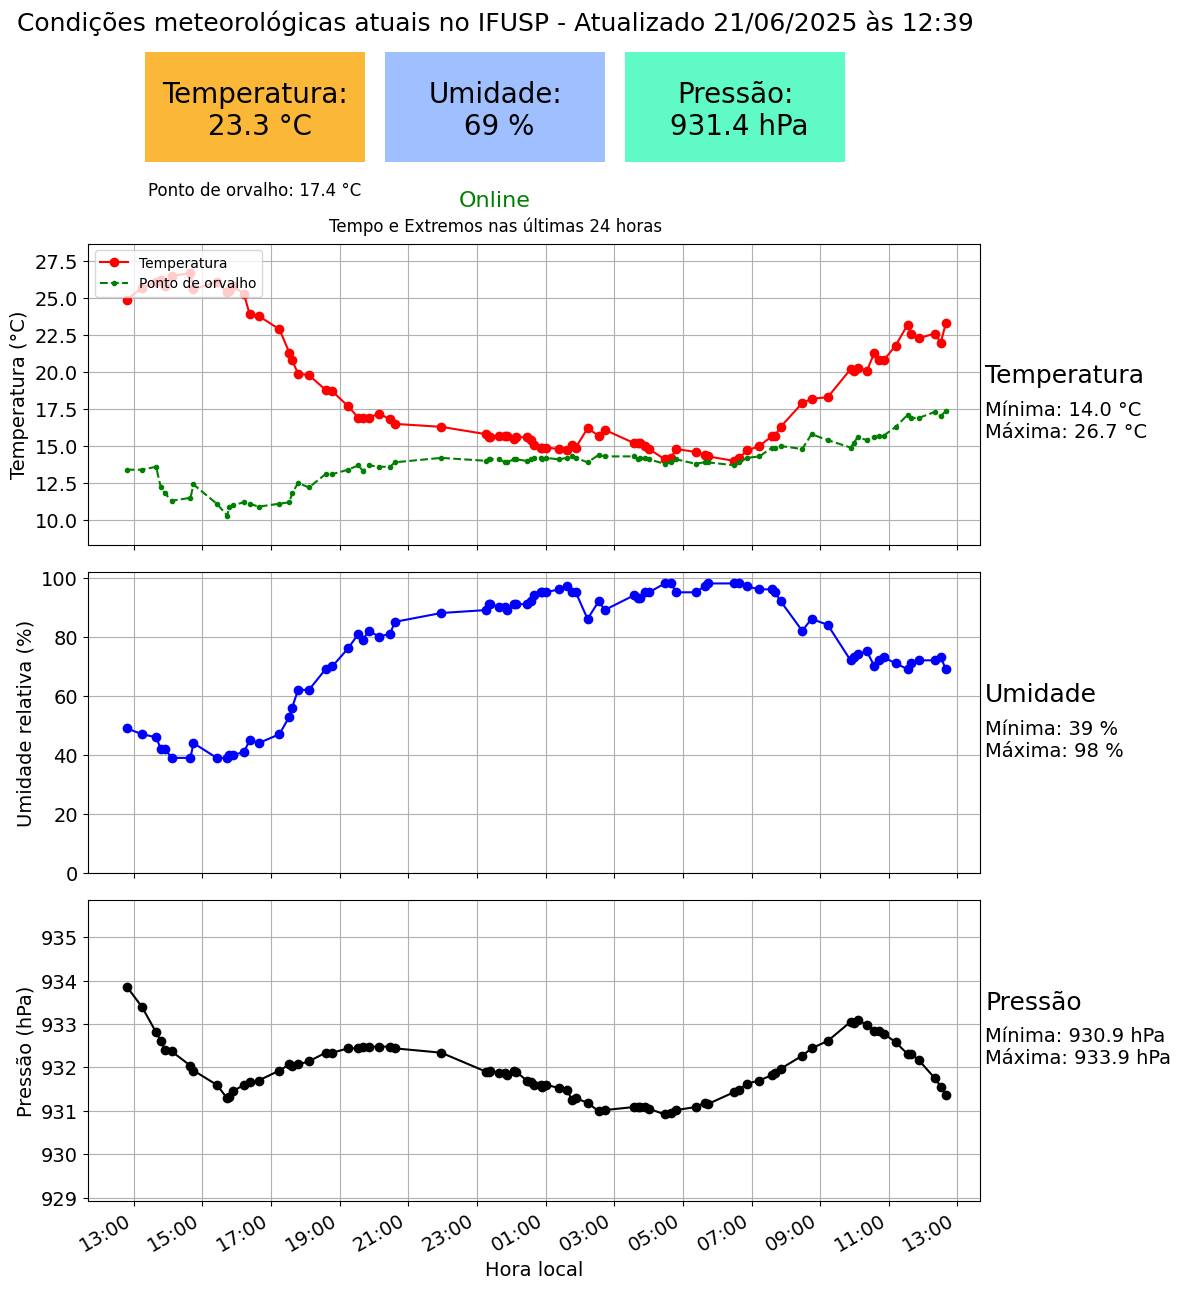 Condições meteorológicas atuais no IFUSP - Atualizado 21/06/2025 às 12:39
Temperatura:
23.3 °C
Umidade:
69 %
Pressão:
931.4 hPa
Ponto de orvalho: 17.4 °C
Online
Tempo e Extremos nas últimas 24 horas
Temperatura (°C)
27.5
25.0
22.5
20.0
17.5
15.0
12.5
10.0
Temperatura
Ponto de orvalho
Temperatura
Mínima: 14.0 °C
Máxima: 26.7 °C
Umidade relativa (%)
100
80
60
40
20
0
Umidade
Mínima: 39 %
Máxima: 98 %
Pressão (hPa)
935
934
933
932
931
930
929
Pressão
Mínima: 930.9 hPa
Máxima: 933.9 hPa
13:00 15:00 17:00 19:00 21:00 23:00 01:00 03:00 05:00 07:00 09:00 11:00 13:00
Hora local